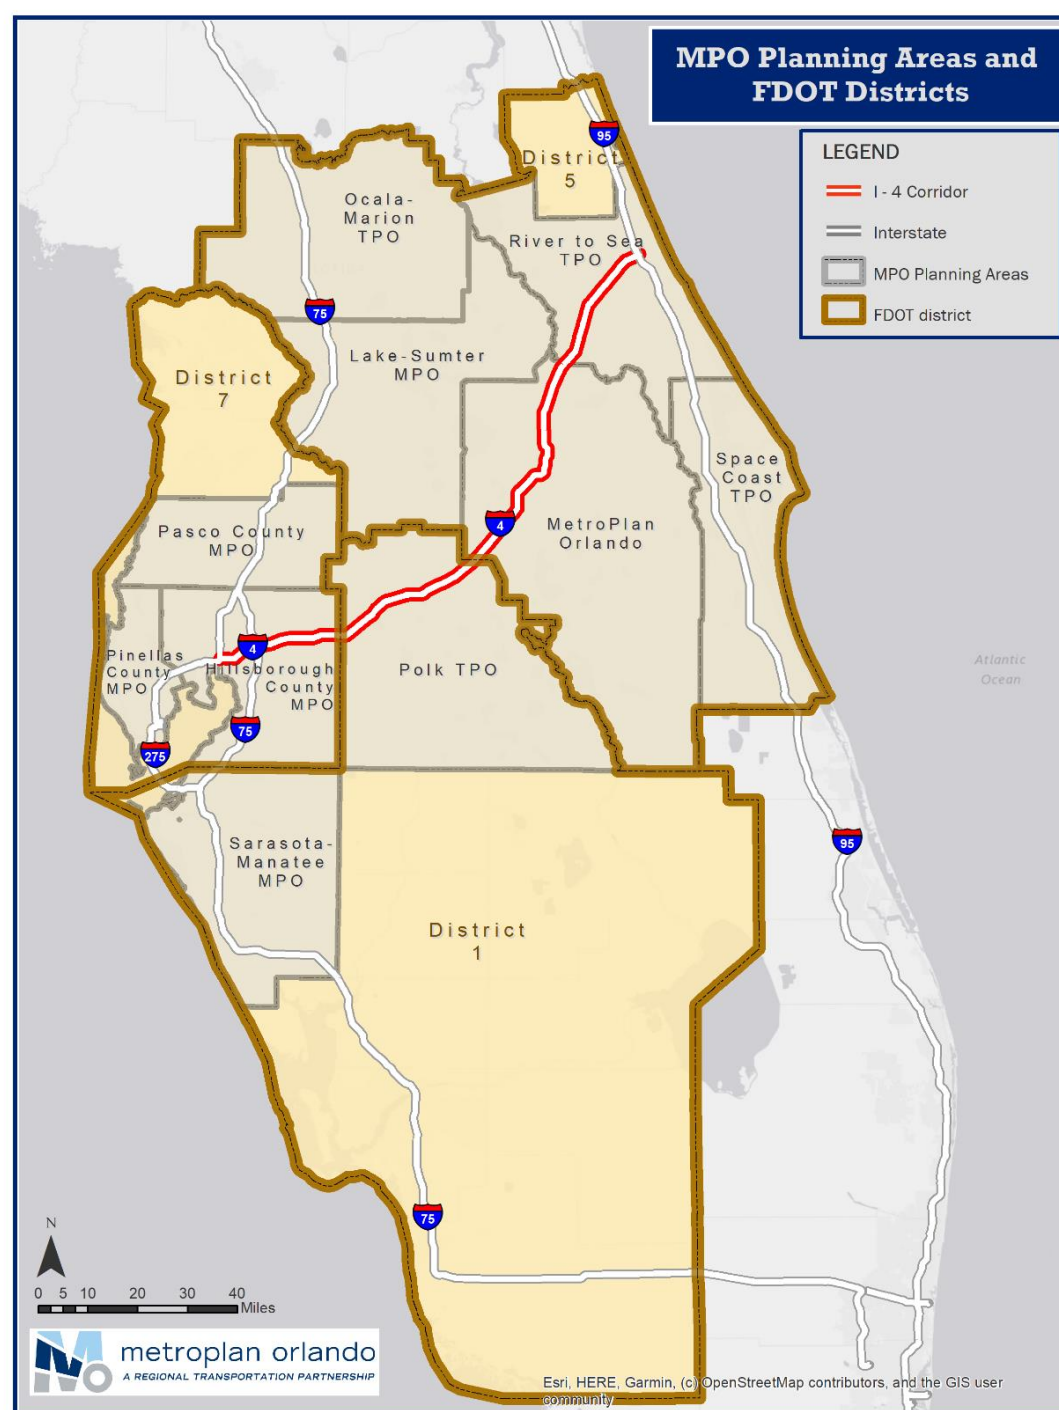 MPO Planning Areas and
FDOT Districts
LEGEND
I - 4 Corridor
Interstate
MPO Planning Areas
FDOT district
95
District
5
Ocala-
Marion
TPO
River to Sea
TPO
75
Lake-Sumter
MPO
District
7
Space
Coast
TPO
4
MetroPlan
Orlando
Pasco County
MPO
4
Pinellas
County
MPO
Hillsborough
County
MPO
Polk TPO
Atlantic
Ocean
75
275
Sarasota-
Manatee
MPO
95
District
1
75
N
0 5 10 20 30 40
Miles
metroplan orlando
A REGIONAL TRANSPORTATION PARTNERSHIP
Esri, HERE, Garmin, (c) OpenStreetMap contributors, and the GIS user
community